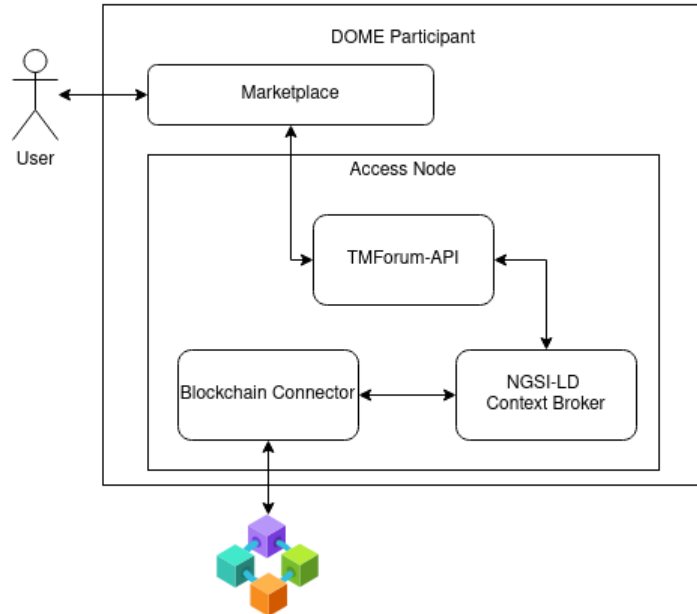 DOME Participant
Marketplace
User
Access Node
TMForum-API
Blockchain Connector
NGSI-LD
Context Broker